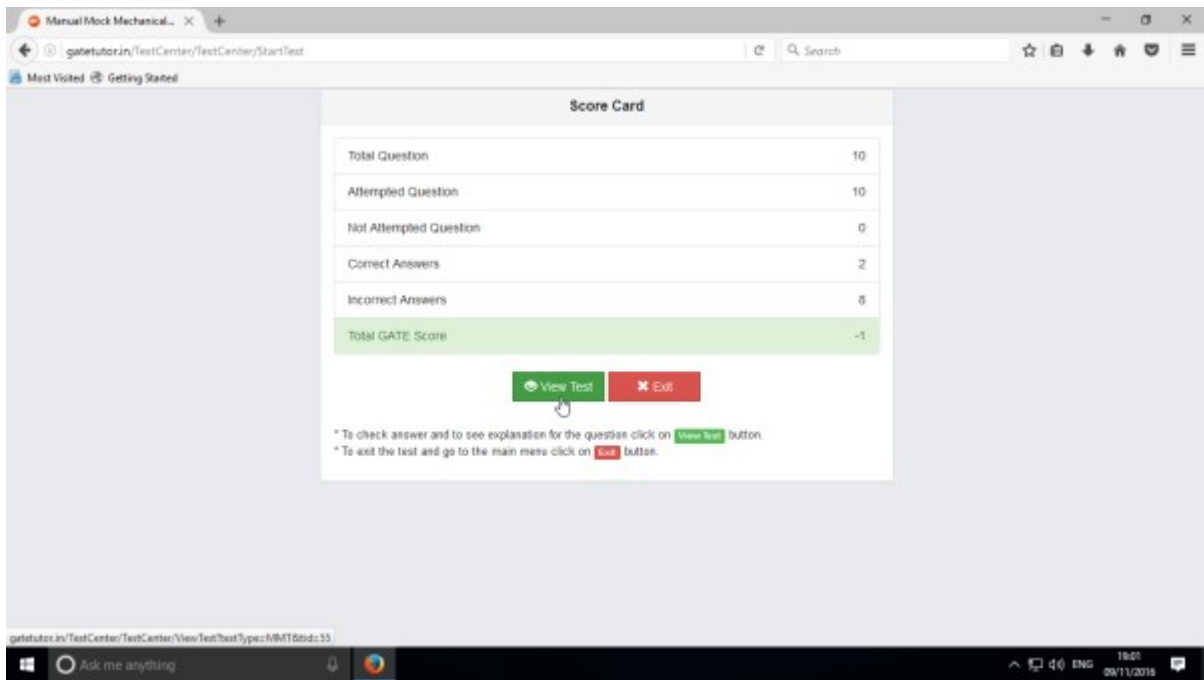 Manual Mock Mechanical...
gatetutor.in/TestCenter/TestCenter/StartTest
Search
Most Visited Getting Started
Score Card
Total Question 10
Attempted Question 10
Not Attempted Question 0
Correct Answers 2
Incorrect Answers 8
Total GATE Score -1
View Test Exit
* To check answer and to see explanation for the question click on View Test button.
* To exit the test and go to the main menu click on Exit button.
gatetutor.in/TestCenter/TestCenter/ViewTest?testType=MMT&tid=55
Ask me anything
ENG
19:01
09/11/2016